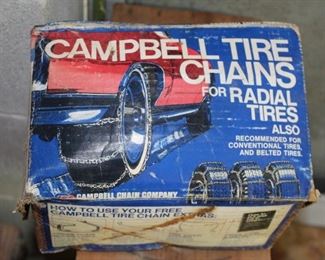 CAMPBELL TIRE
CHAINS
FOR RADIAL
TIRES
ALSO
RECOMMENDED FOR
CONVENTIONAL TIRES,
AND BELTED TIRES.
CAMPBELL CHAIN COMPANY
HOW TO USE YOUR FREE
CAMPBELL TIRE CHAIN EXTRAS: